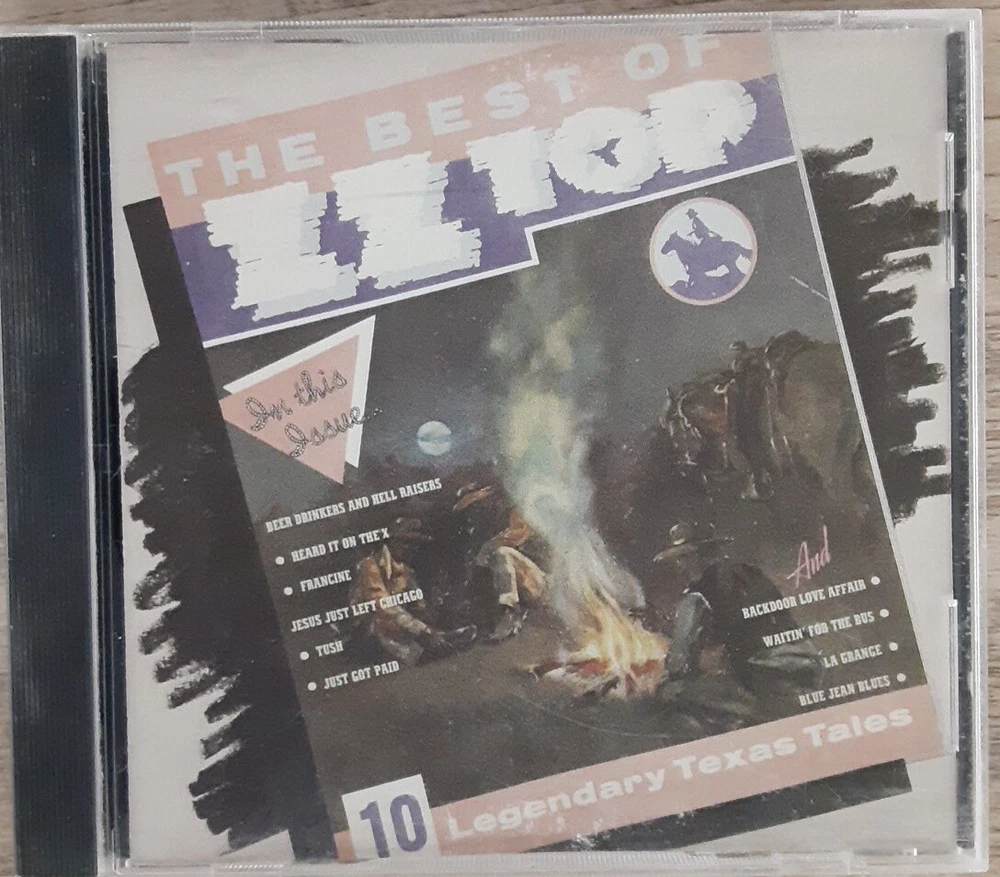 THE BEST OF
ZZ TOP
In this
Issue...
BEER DRINKERS AND HELL RAISERS
HEARD IT ON THE X
FRANCINE
JESUS JUST LEFT CHICAGO
TUSH
JUST GOT PAID
And
BACKDOOR LOVE AFFAIR
WAITIN' FOR THE BUS
LA GRANGE
BLUE JEAN BLUES
10 Legendary Texas Tales